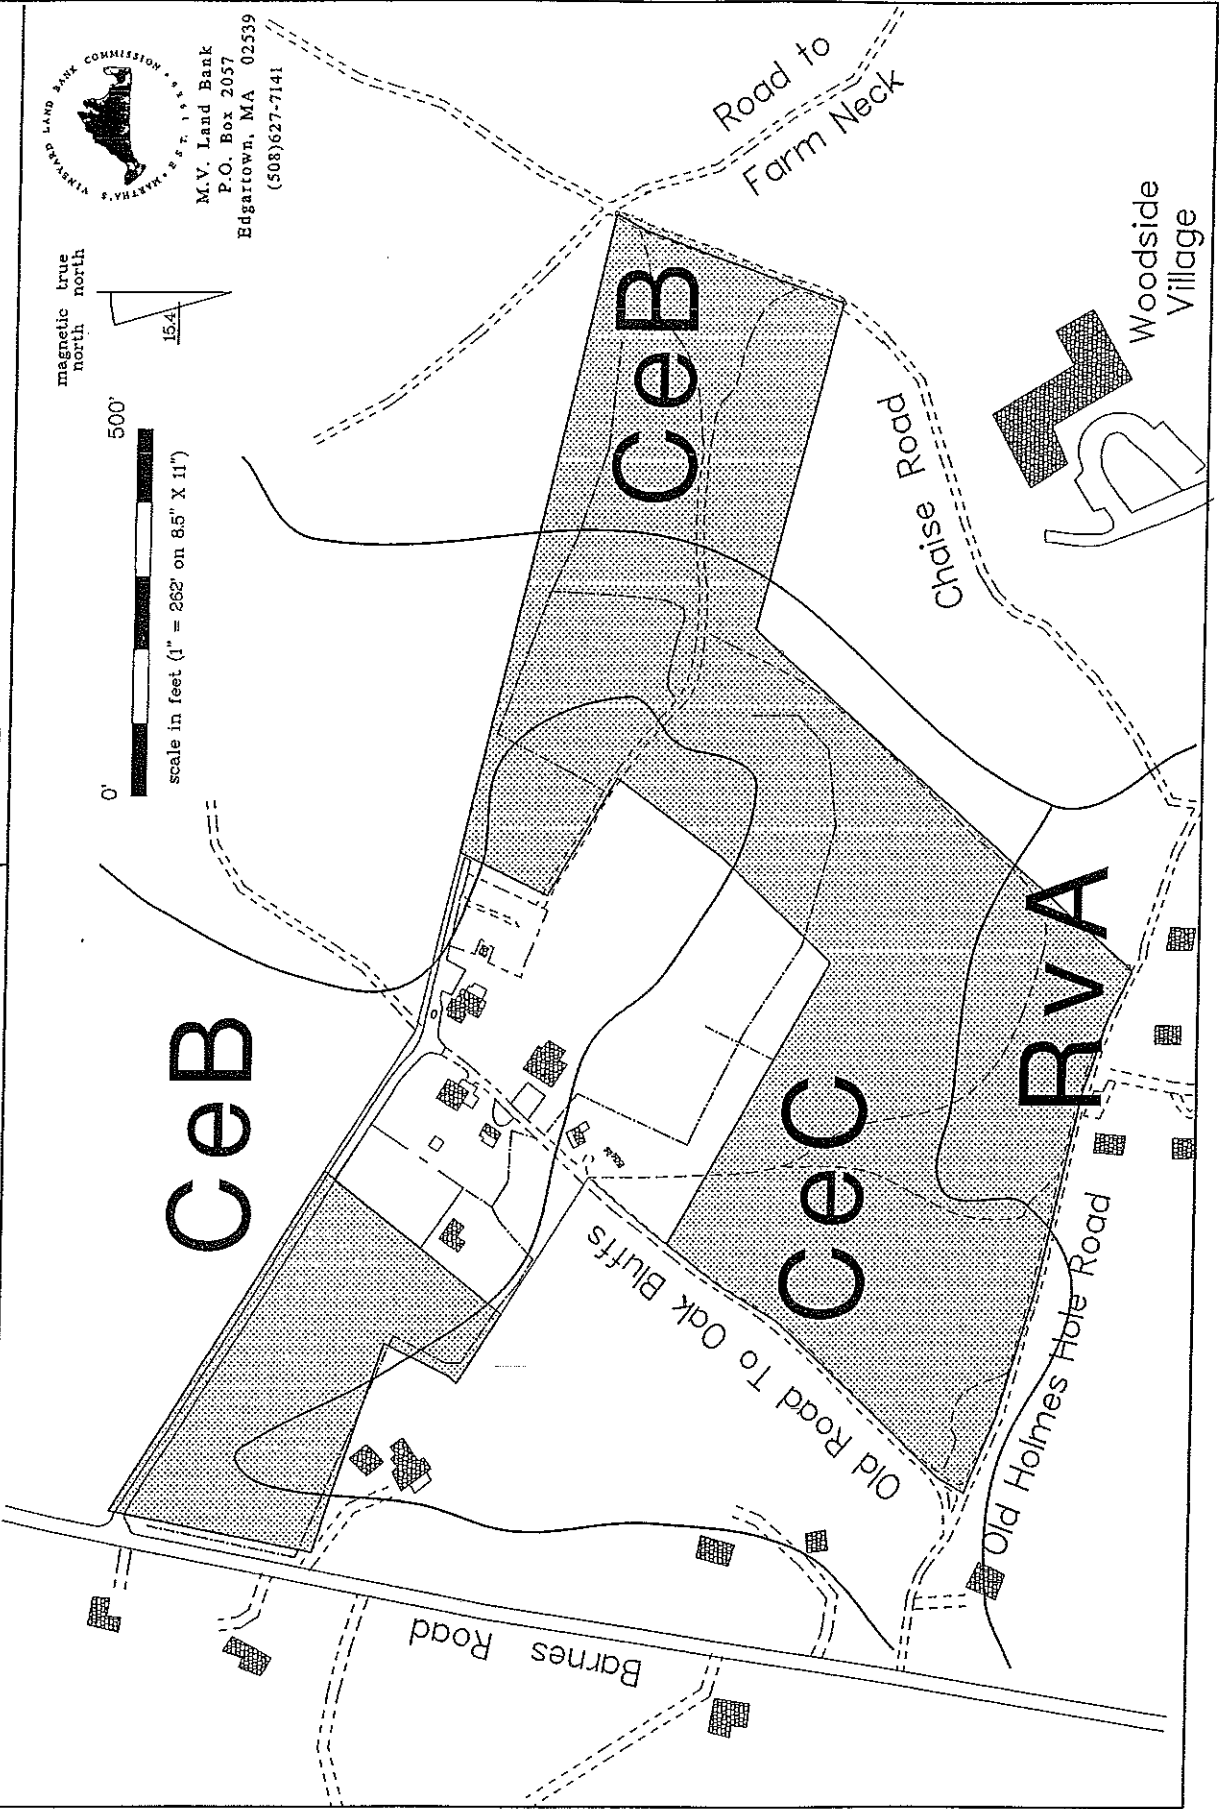 MARTHA'S VINEYARD LAND BANK COMMISSION • EST. 1986 •
M.V. Land Bank
P.O. Box 2057
Edgartown, MA 02539
(508)627-7141
magnetic north
true north
15.4
0'
500'
scale in feet (1" = 262' on 8.5" X 11")
Road to
Farm Neck
CeB
CeB
Woodside
Village
Chaise Road
CeC
RvA
Old Road To Oak Bluffs
Old Holmes Hole Road
Barnes Road